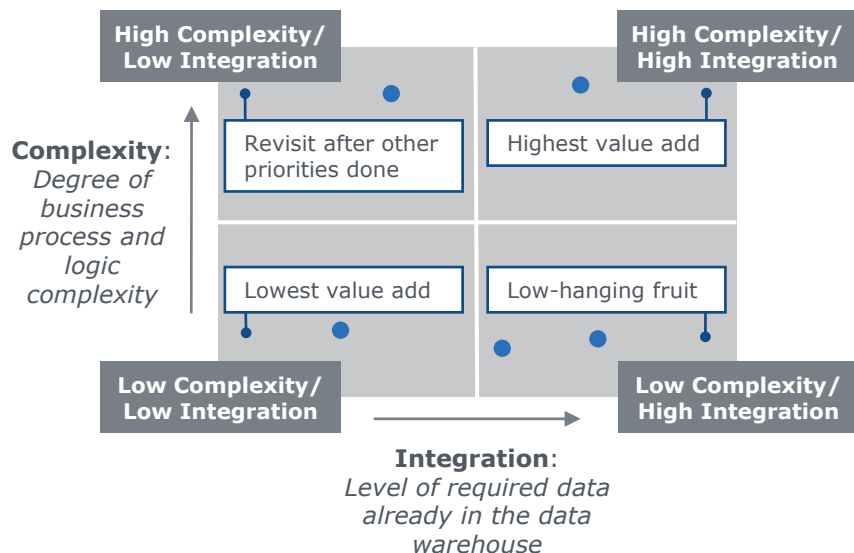 High Complexity/
Low Integration
High Complexity/
High Integration
Revisit after other
priorities done
Highest value add
Complexity:
Degree of
business
process and
logic
complexity
Lowest value add
Low-hanging fruit
Low Complexity/
Low Integration
Low Complexity/
High Integration
Integration:
Level of required data
already in the data
warehouse